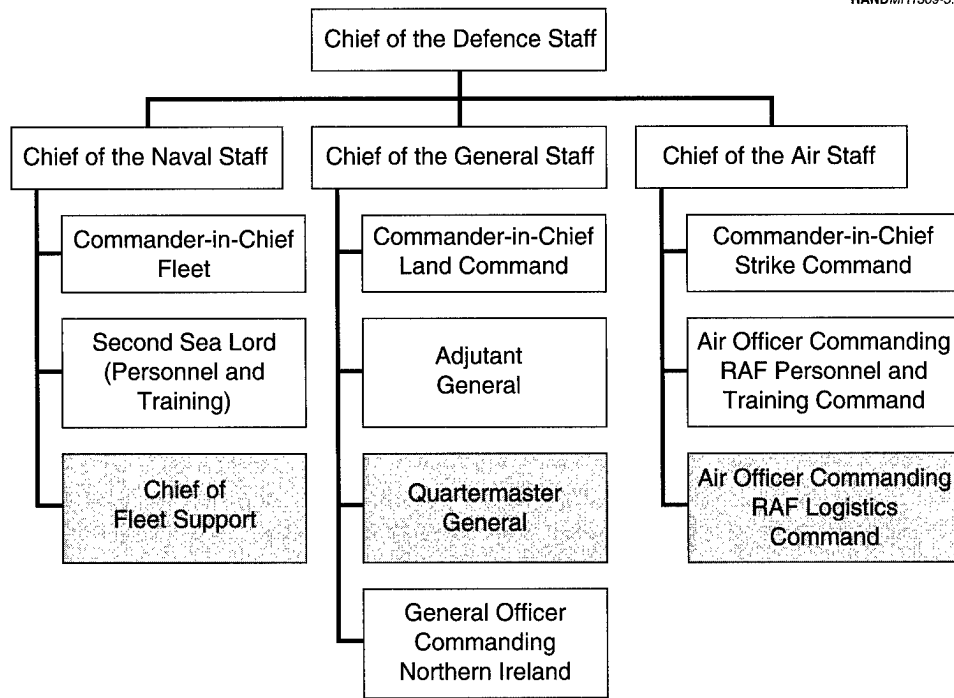 Chief of the Defence Staff
Chief of the Naval Staff
Chief of the General Staff
Chief of the Air Staff
Commander-in-Chief
Fleet
Second Sea Lord
(Personnel and
Training)
Chief of
Fleet Support
Commander-in-Chief
Land Command
Adjutant
General
Quartermaster
General
General Officer
Commanding
Northern Ireland
Commander-in-Chief
Strike Command
Air Officer Commanding
RAF Personnel and
Training Command
Air Officer Commanding
RAF Logistics
Command